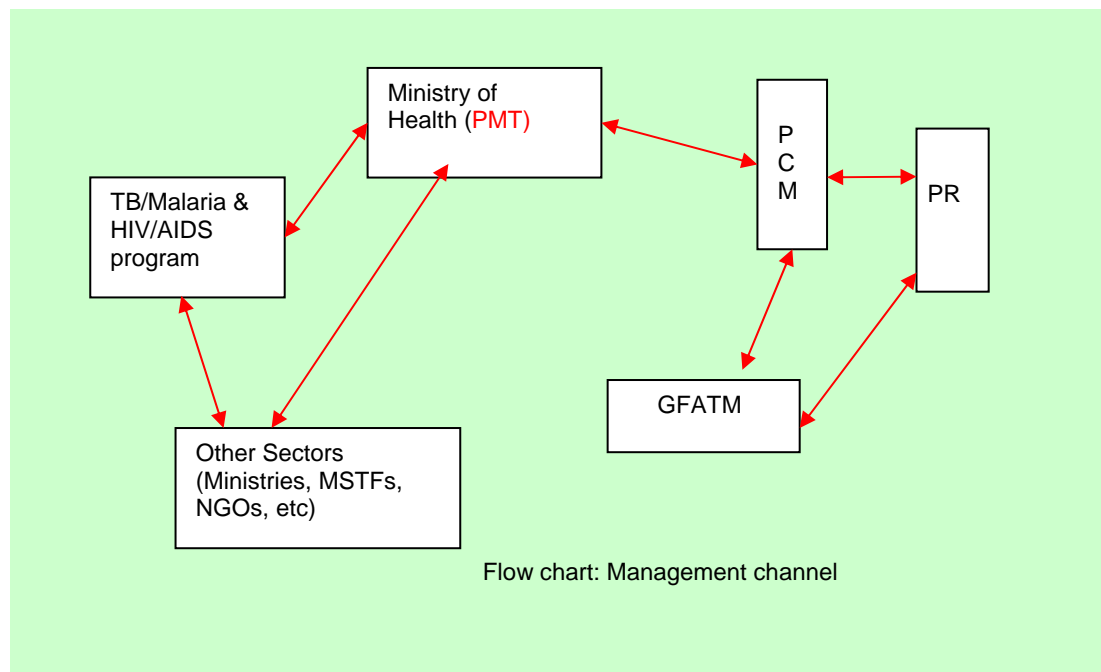 Ministry of
Health (PMT)
P
C
M
PR
TB/Malaria &
HIV/AIDS
program
GFATM
Other Sectors
(Ministries, MSTFs,
NGOs, etc)
Flow chart: Management channel